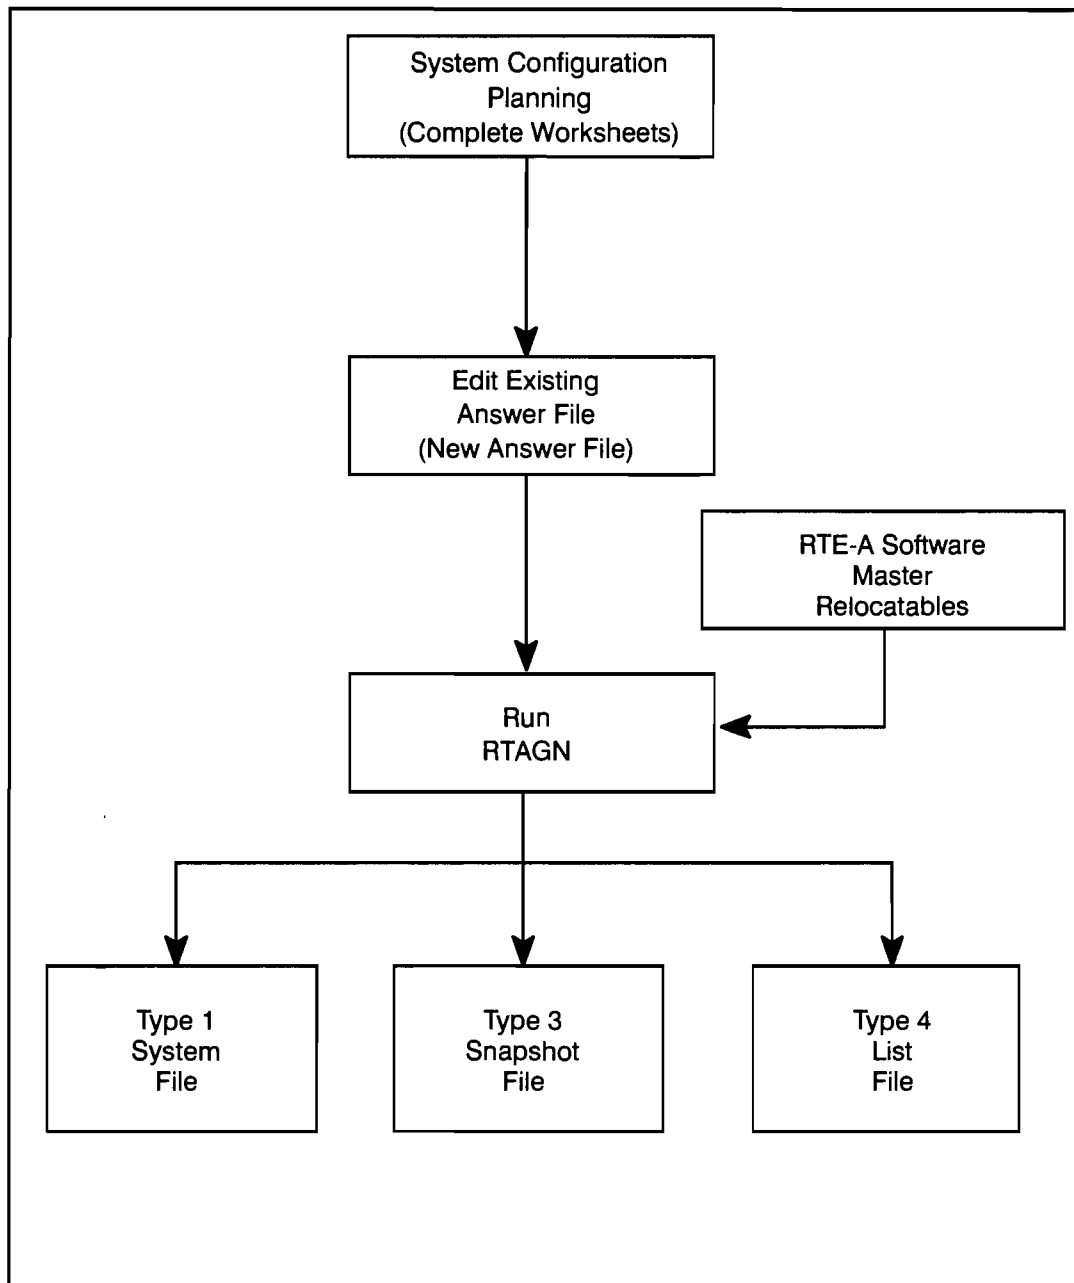 System Configuration
Planning
(Complete Worksheets)
Edit Existing
Answer File
(New Answer File)
RTE-A Software
Master
Relocatables
Run
RTAGN
Type 1
System
File
Type 3
Snapshot
File
Type 4
List
File